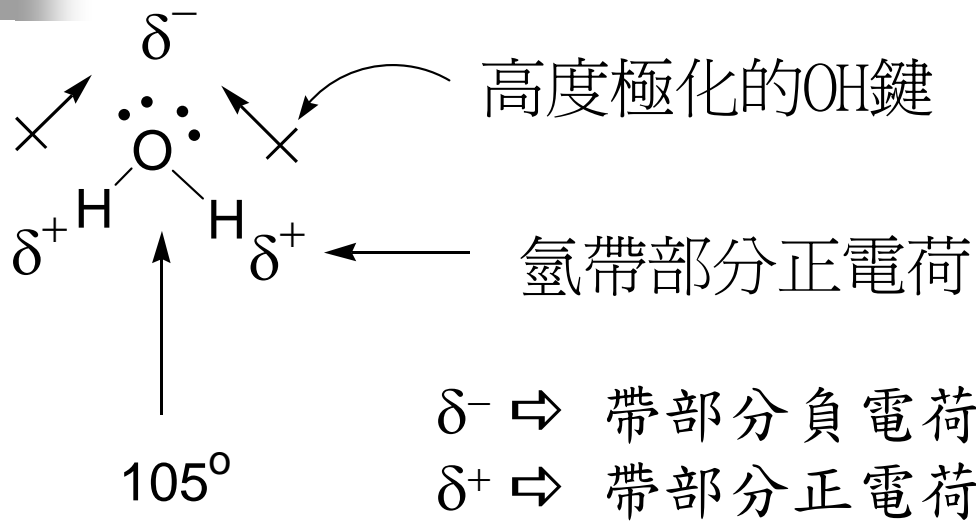 δ⁻
高度極化的OH鍵
O
H H
δ⁺ δ⁺
氫帶部分正電荷
δ⁻ ⇨ 帶部分負電荷
105° δ⁺ ⇨ 帶部分正電荷